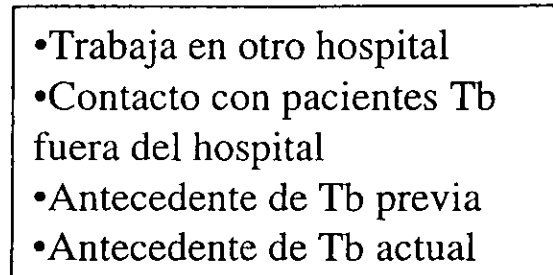 •Trabaja en otro hospital
•Contacto con pacientes Tb
fuera del hospital
•Antecedente de Tb previa
•Antecedente de Tb actual